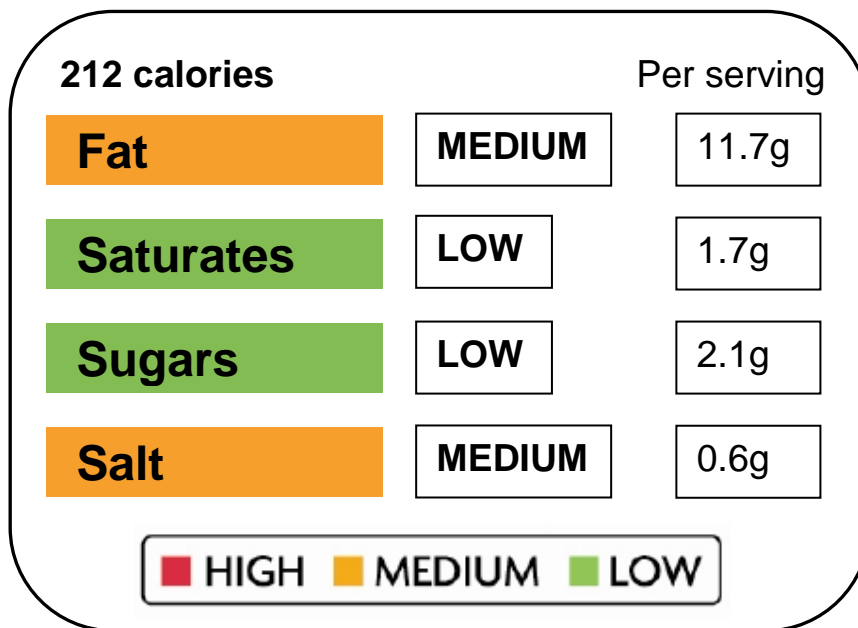 212 calories Per serving
Fat MEDIUM 11.7g
Saturates LOW 1.7g
Sugars LOW 2.1g
Salt MEDIUM 0.6g
HIGH MEDIUM LOW